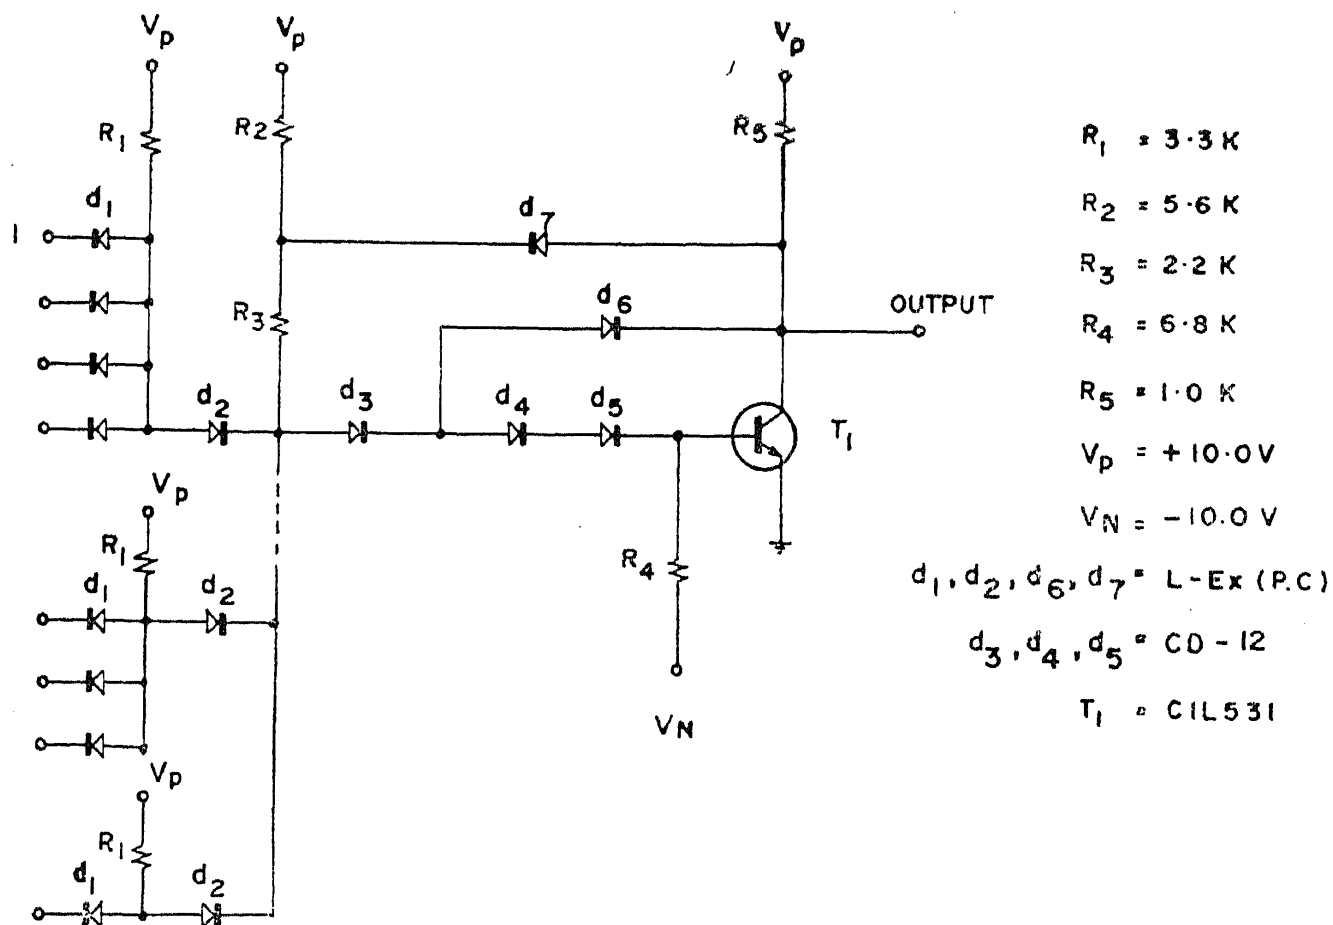 Vp Vp Vp
R1 R2 R5
d1
1
d7
R3
d6
OUTPUT
d2 d3 d4 d5
T1
Vp
R1
d1 d2
R4
VN
Vp
R1
d1 d2
R1 = 3.3 K
R2 = 5.6 K
R3 = 2.2 K
R4 = 6.8 K
R5 = 1.0 K
Vp = +10.0 V
VN = -10.0 V
d1, d2, d6, d7 = L-Ex (P.C)
d3, d4, d5 = CD-12
T1 = CIL531